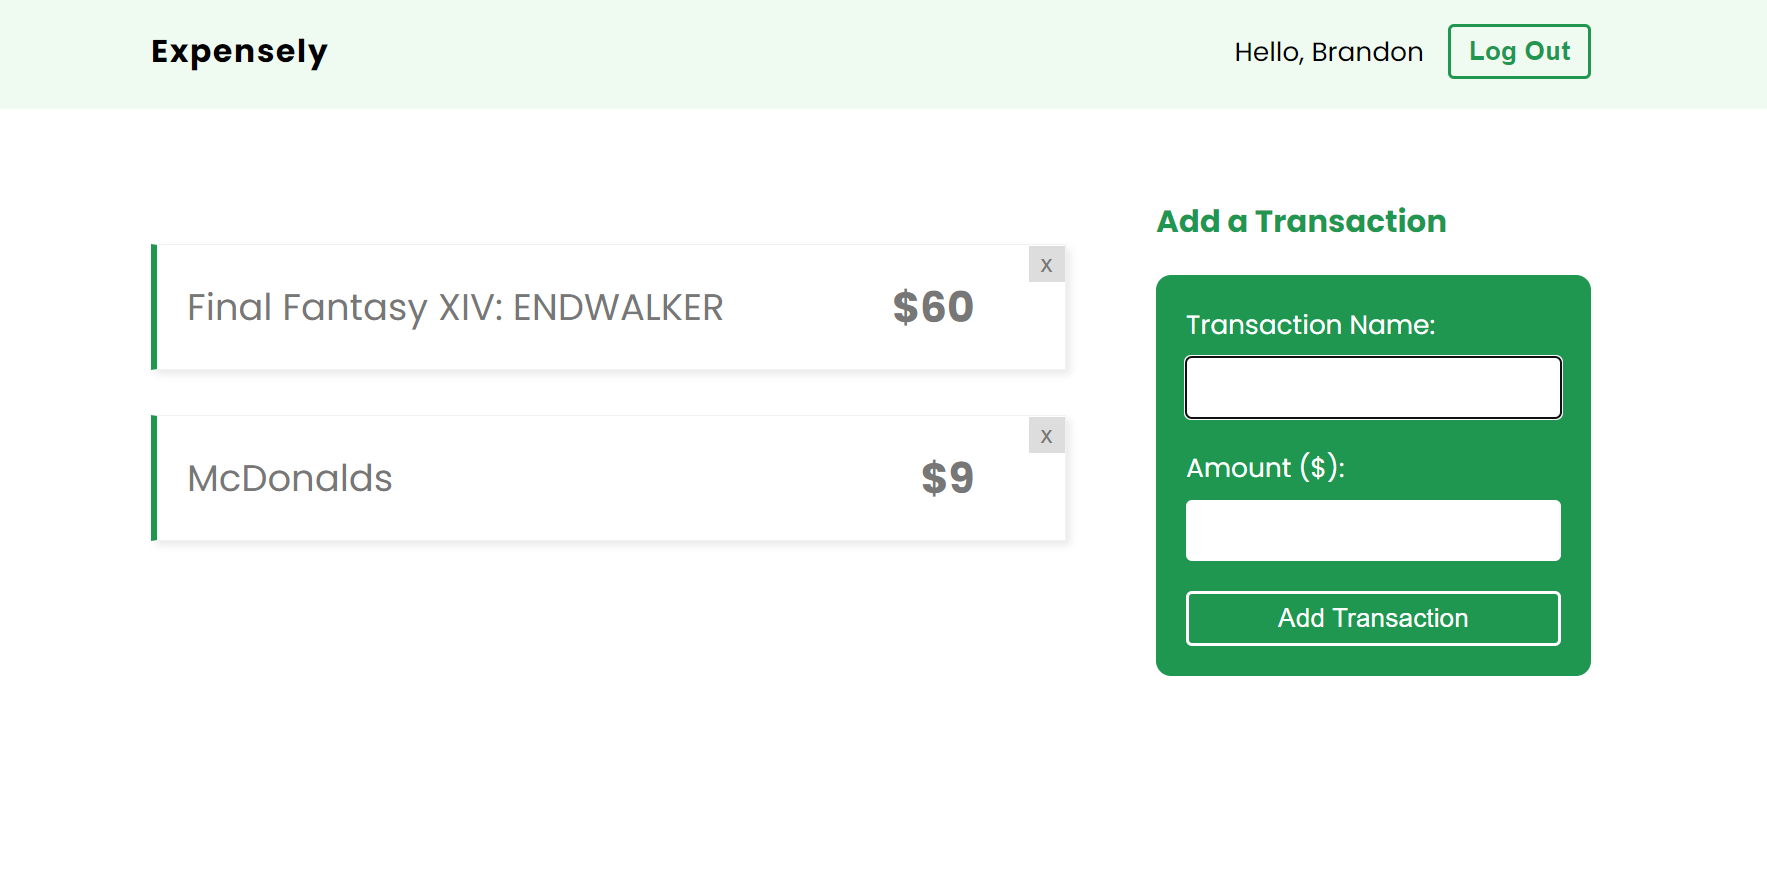 Expensely
Hello, Brandon
Log Out
x
Final Fantasy XIV: ENDWALKER
$60
x
McDonalds
$9
Add a Transaction
Transaction Name:
Amount ($):
Add Transaction